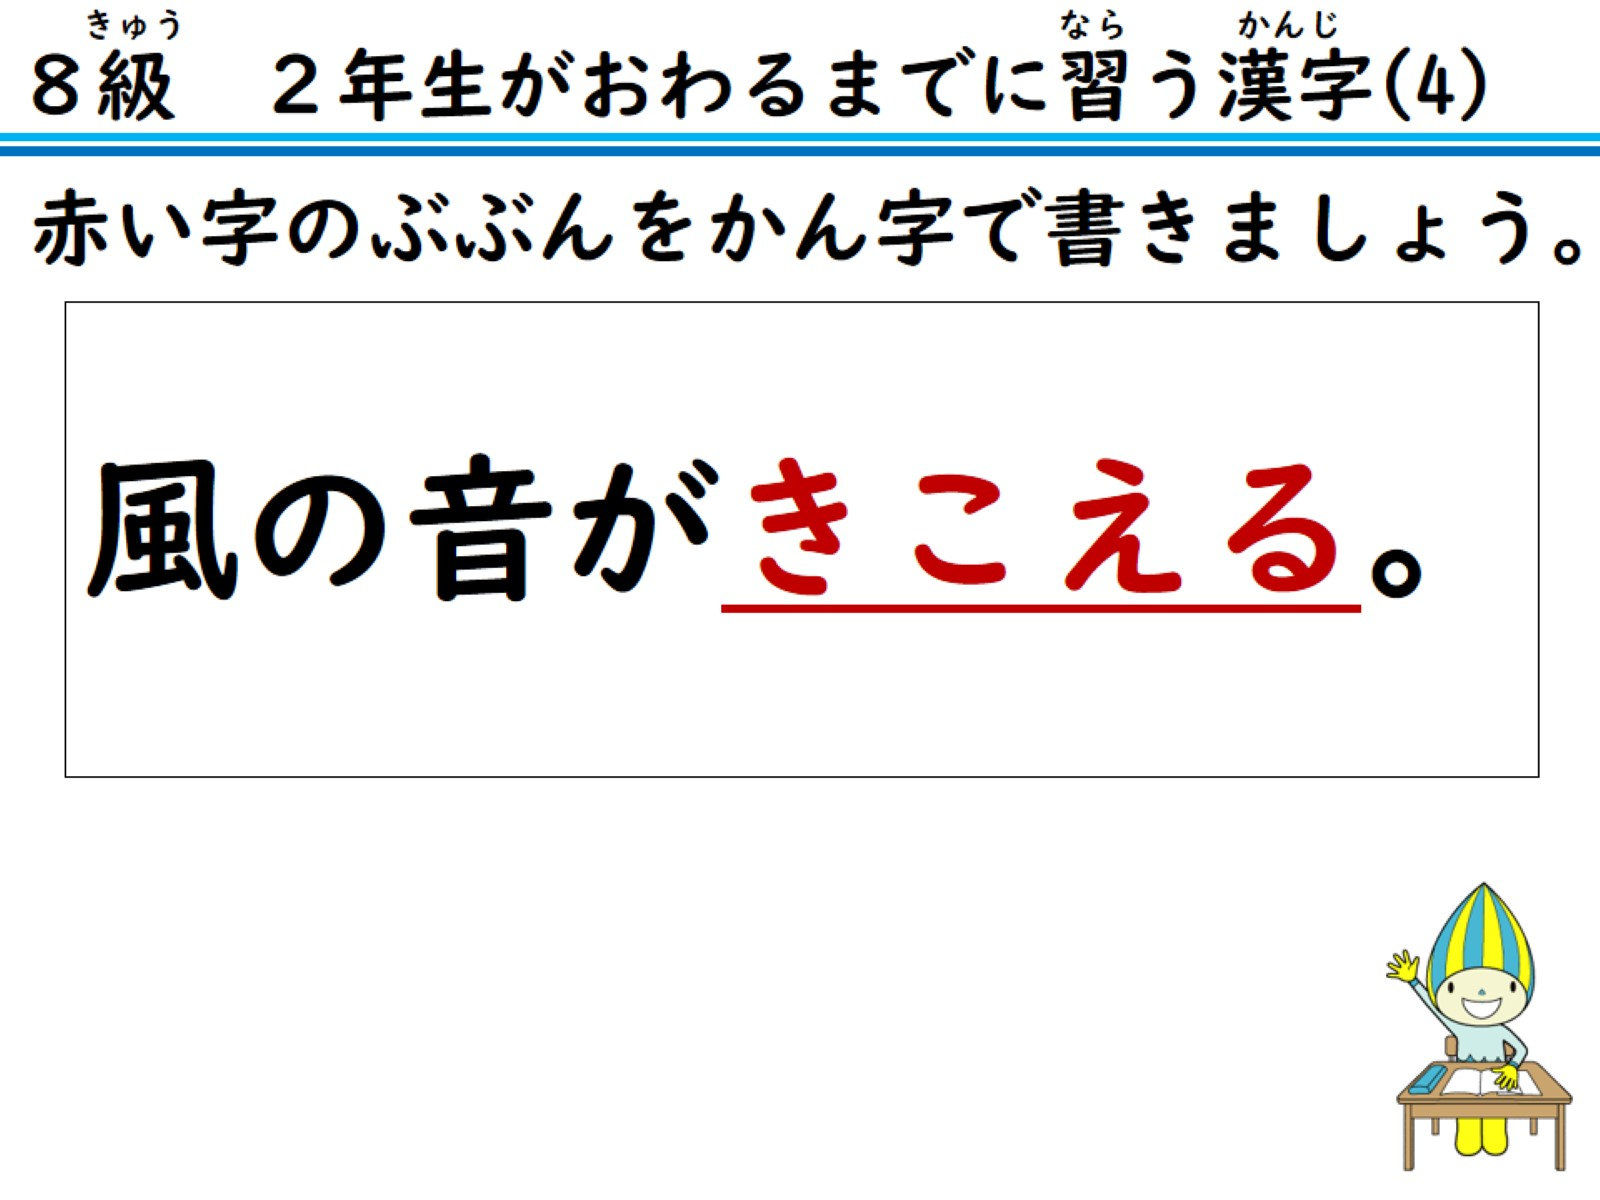 きゅう なら かんじ
８級　２年生がおわるまでに習う漢字(4)
赤い字のぶぶんをかん字で書きましょう。
風の音がきこえる。